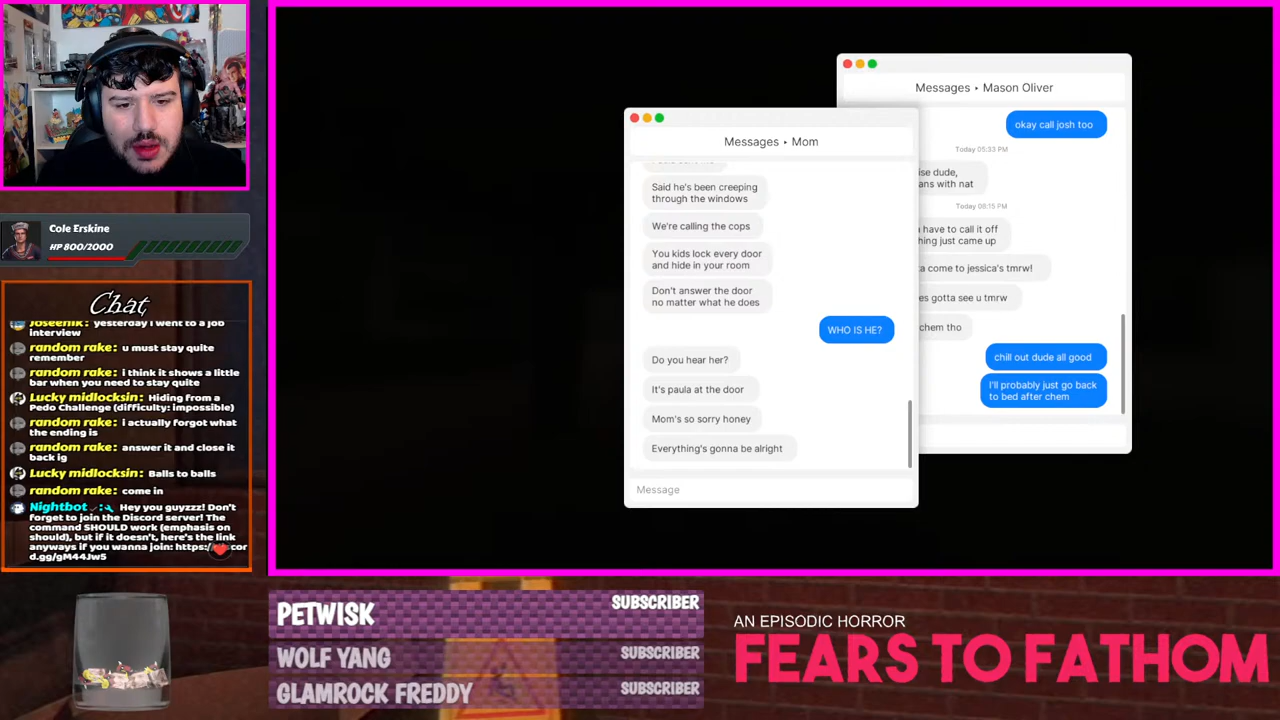 Cole Erskine
HP 800/2000
Chat
Joseenik: yesterday i went to a job
interview
random rake: u must stay quite
remember
random rake: i think it shows a little
bar when you need to stay quite
Lucky midlocksin: Hiding from a
Pedo Challenge (difficulty: impossible)
random rake: i actually forgot what
the ending is
random rake: answer it and close it
back ig
Lucky midlocksin: Balls to balls
random rake: come in
Nightbot: Hey you guyzzz! Don't
forget to join the Discord server! The
command SHOULD work (emphasis on
should), but if it doesn't, here's the link
anyways if you wanna join: https:
cor
d.gg/gM44Jw5
Messages ‣ Mason Oliver
okay call josh too
Today 05:33 PM
ise dude,
ans with nat
Today 08:15 PM
have to call it off
hing just came up
a come to jessica's tmrw!
es gotta see u tmrw
chem tho
chill out dude all good
I'll probably just go back
to bed after chem
Messages ‣ Mom
Said he's been creeping
through the windows
We're calling the cops
You kids lock every door
and hide in your room
Don't answer the door
no matter what he does
WHO IS HE?
Do you hear her?
It's paula at the door
Mom's so sorry honey
Everything's gonna be alright
Message
PETWISK SUBSCRIBER
WOLF YANG SUBSCRIBER
GLAMROCK FREDDY SUBSCRIBER
AN EPISODIC HORROR
FEARS TO FATHOM